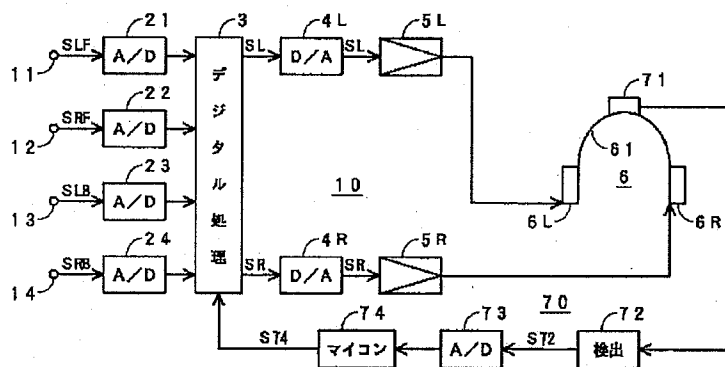 21
3
4L
5L
SLF
A/D
SL
D/A
SL
11
22
71
SRF
A/D
12
61
23
デジタル処理
10
6
SLB
A/D
13
6L
6R
24
4R
5R
SRB
A/D
SR
D/A
SR
14
70
74
73
72
S74
マイコン
A/D
S72
検出